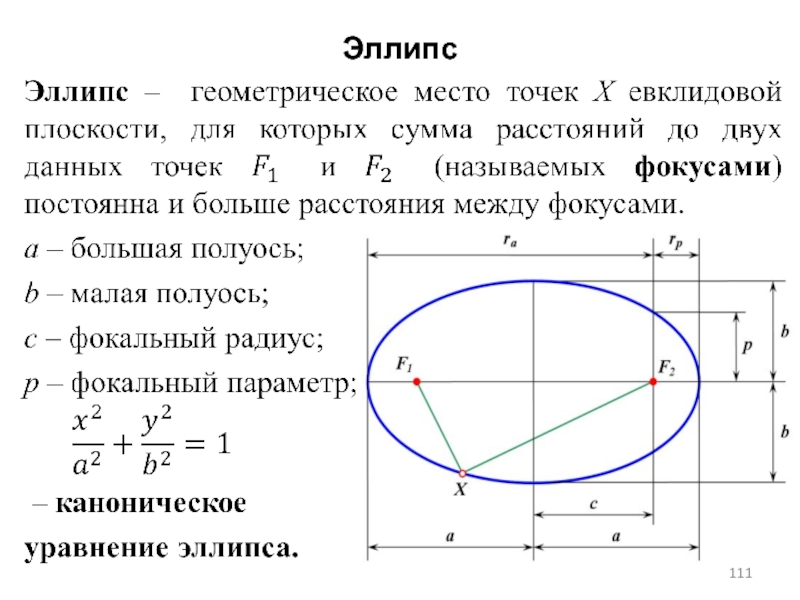 Эллипс
Эллипс – геометрическое место точек X евклидовой
плоскости, для которых сумма расстояний до двух
данных точек F₁ и F₂ (называемых фокусами)
постоянна и больше расстояния между фокусами.
a – большая полуось;
b – малая полуось;
c – фокальный радиус;
p – фокальный параметр;
x²/a² + y²/b² = 1
– каноническое
уравнение эллипса.
rₐ rₚ
b
p
F₁ F₂
b
X
c
a a
111